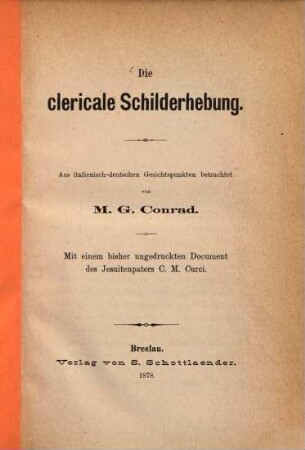 Die
clericale Schilderhebung.
Aus italienisch-deutschen Gesichtspunkten betrachtet
von
M. G. Conrad.
Mit einem bisher ungedruckten Document
des Jesuitenpaters C. M. Curci.
Breslau.
Verlag von S. Schottlaender.
1878.